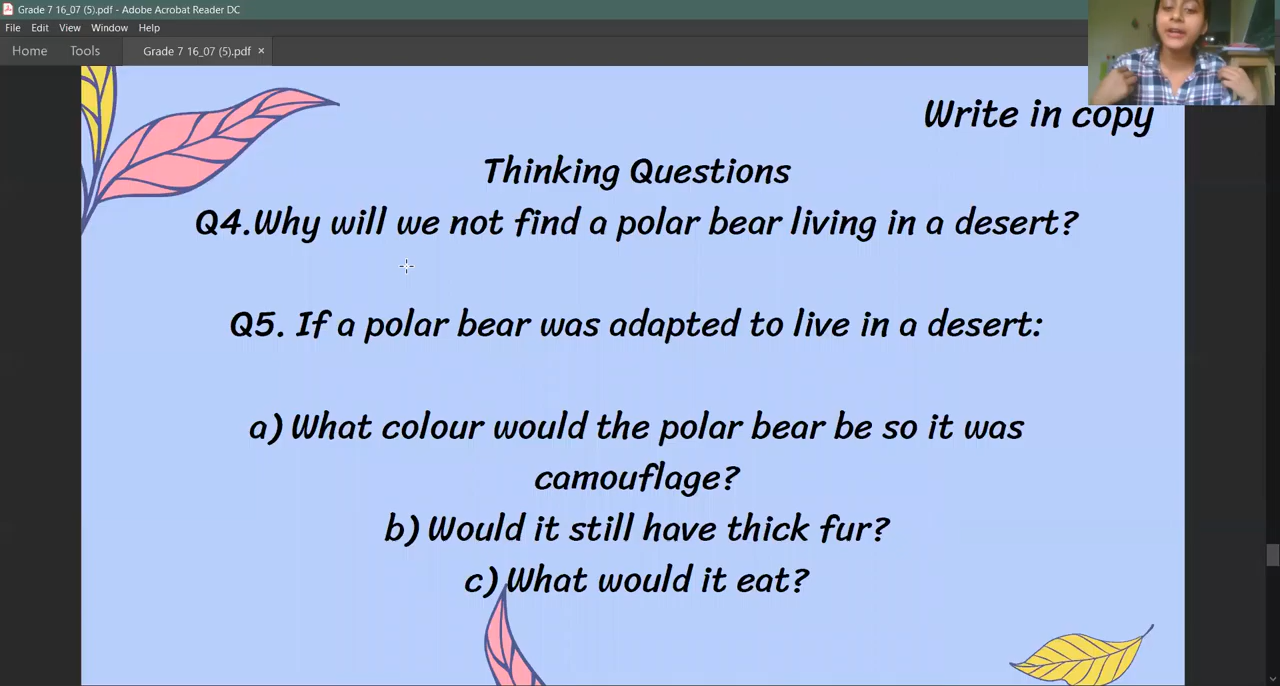 Grade 7 16_07 (5).pdf - Adobe Acrobat Reader DC
File Edit View Window Help
Home Tools Grade 7 16_07 (5).pdf ×
Write in copy
Thinking Questions
Q4.Why will we not find a polar bear living in a desert?
Q5. If a polar bear was adapted to live in a desert:
a) What colour would the polar bear be so it was
camouflage?
b) Would it still have thick fur?
c) What would it eat?